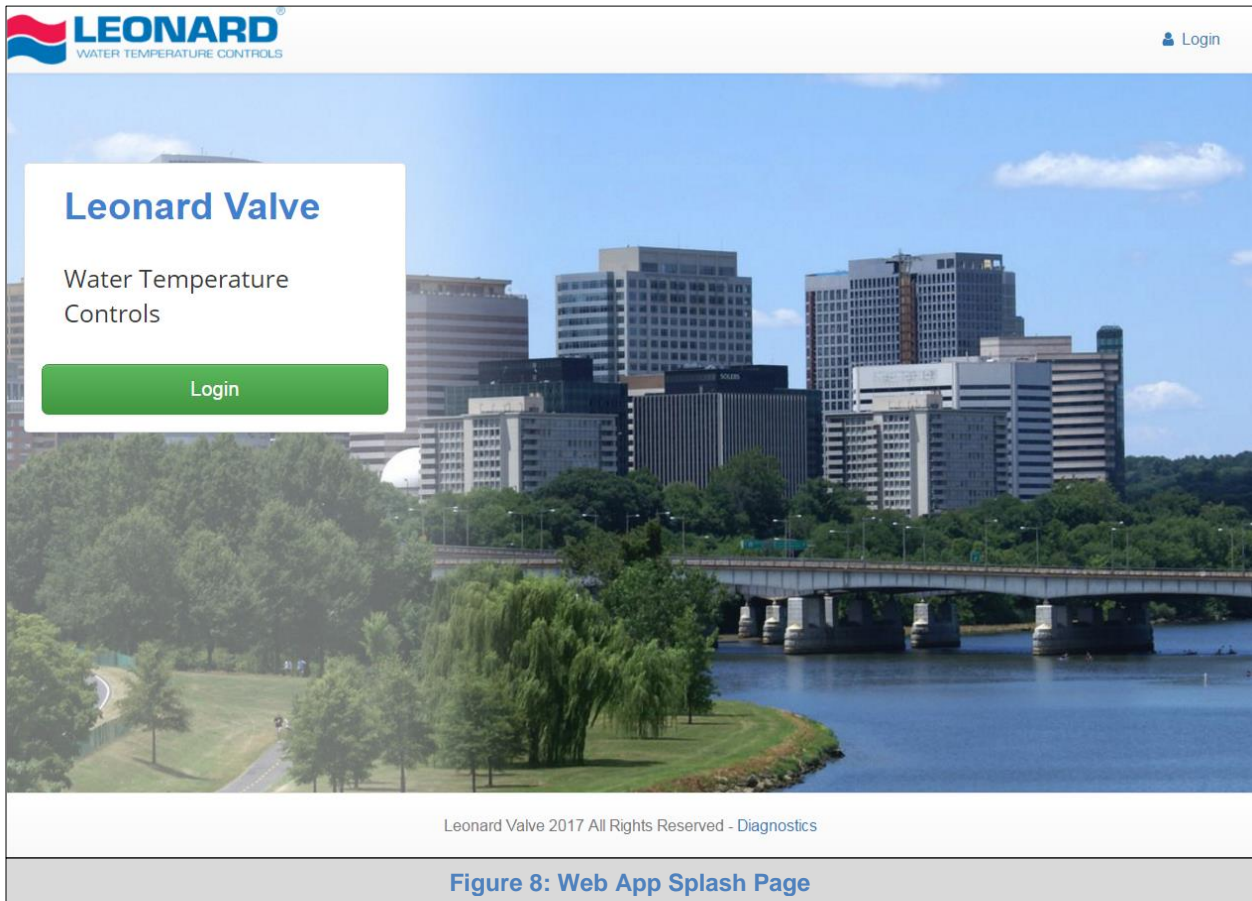 LEONARD®
WATER TEMPERATURE CONTROLS
Login
Leonard Valve
Water Temperature
Controls
Login
SOLERS
Leonard Valve 2017 All Rights Reserved - Diagnostics
Figure 8: Web App Splash Page